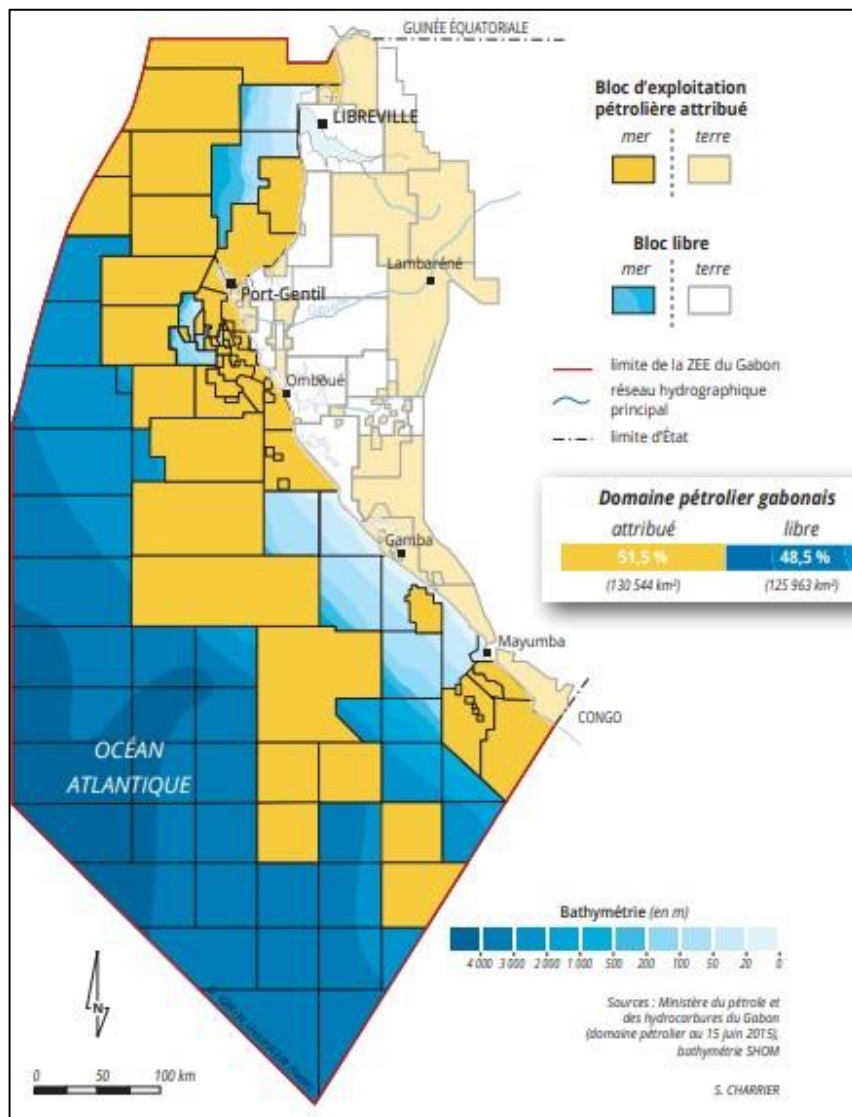 GUINÉE ÉQUATORIALE
LIBREVILLE
Lambaréné
Port-Gentil
Omboué
Gamba
Mayumba
CONGO
OCÉAN
ATLANTIQUE
Bloc d'exploitation
pétrolière attribué
mer terre
Bloc libre
mer terre
limite de la ZEE du Gabon
réseau hydrographique
principal
limite d'État
Domaine pétrolier gabonais
attribué libre
51,5 % 48,5 %
(130 544 km²) (125 963 km²)
Bathymétrie (en m)
4 000 3 000 2 000 1 000 500 200 100 50 20 0
Sources : Ministère du pétrole et
des hydrocarbures du Gabon
(domaine pétrolier au 15 juin 2015),
bathymétrie SHOM
S. CHARRIER
N
0 50 100 km